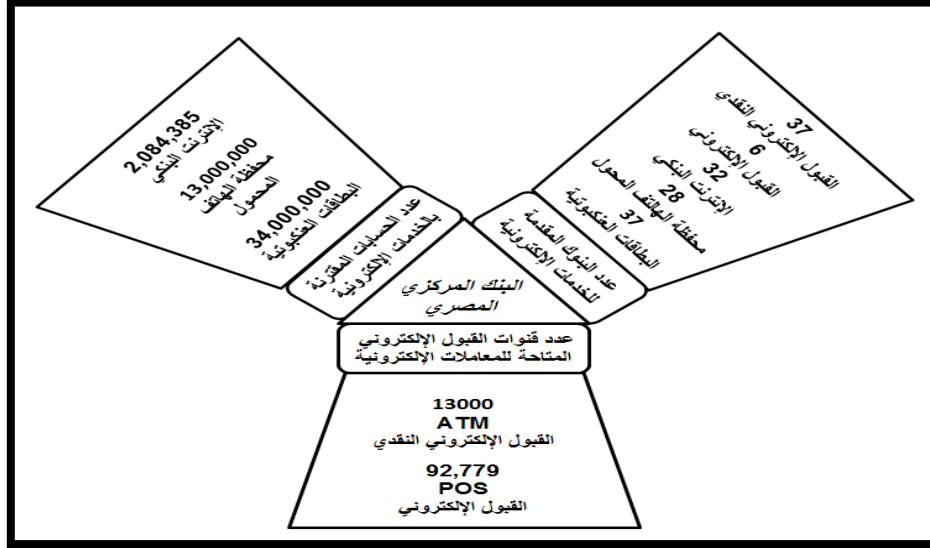 37
القبول الإلكتروني النقدي
6
القبول الإلكتروني
32
الإنترنت البنكي
28
محفظة الهاتف المحول
37
البطاقات العنكبوتية
عدد البنوك المقدمة
للخدمات الإلكترونية
2,084,385
الإنترنت البنكي
13,000,000
محفظة الهاتف
المحمول
34,000,000
البطاقات العنكبوتية
عدد الحسابات المقترنة
بالخدمات الإلكترونية
البنك المركزي
المصري
عدد قنوات القبول الإلكتروني
المتاحة للمعاملات الإلكترونية
13000
ATM
القبول الإلكتروني النقدي
92,779
POS
القبول الإلكتروني